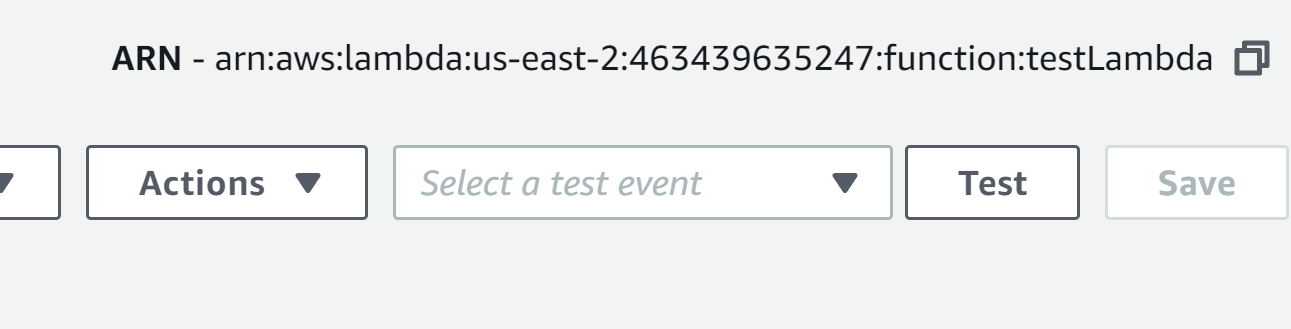 ARN - arn:aws:lambda:us-east-2:463439635247:function:testLambda
Actions Select a test event Test Save